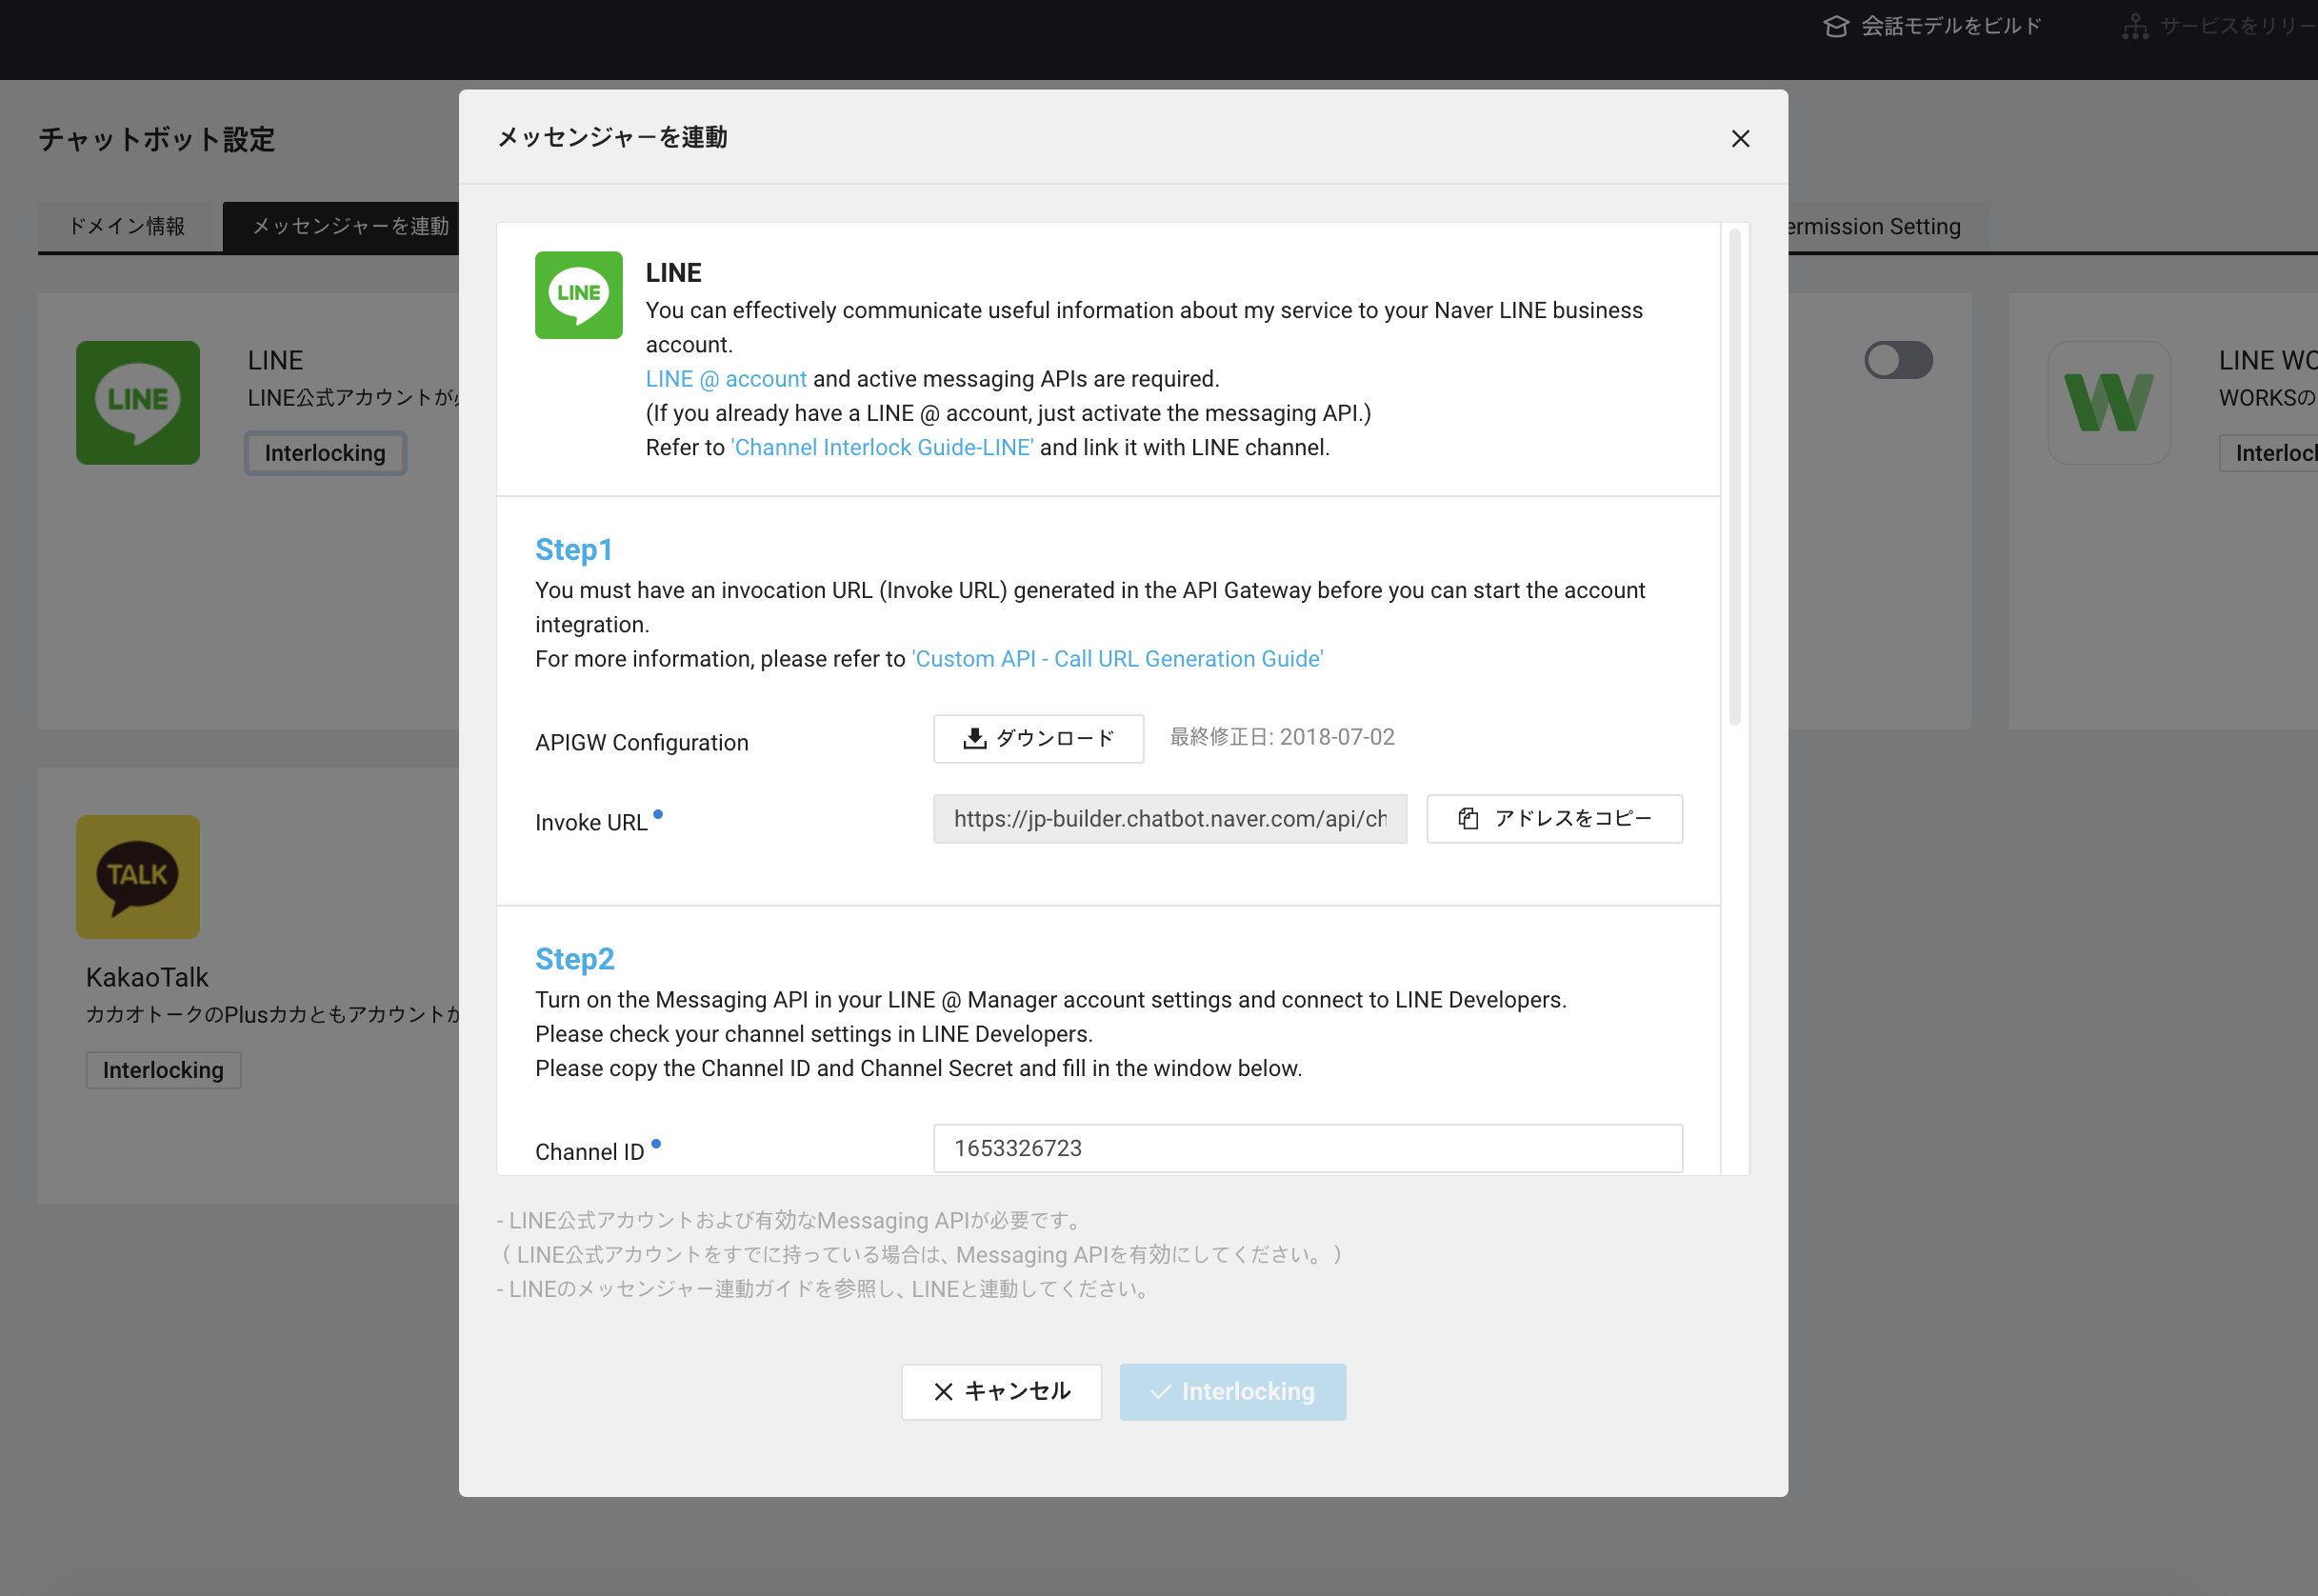 会話モデルをビルド
サービスをリリー
チャットボット設定
ドメイン情報
メッセンジャーを連動
ermission Setting
LINE
LINE
LINE公式アカウントが
Interlocking
LINE WO
WORKSの
Interloc
TALK
KakaoTalk
カカオトークのPlusカカともアカウントか
Interlocking
メッセンジャーを連動
LINE
LINE
You can effectively communicate useful information about my service to your Naver LINE business
account.
LINE @ account and active messaging APIs are required.
(If you already have a LINE @ account, just activate the messaging API.)
Refer to 'Channel Interlock Guide-LINE' and link it with LINE channel.
Step1
You must have an invocation URL (Invoke URL) generated in the API Gateway before you can start the account
integration.
For more information, please refer to 'Custom API - Call URL Generation Guide'
APIGW Configuration
ダウンロード
最終修正日: 2018-07-02
Invoke URL
https://jp-builder.chatbot.naver.com/api/ch
アドレスをコピー
Step2
Turn on the Messaging API in your LINE @ Manager account settings and connect to LINE Developers.
Please check your channel settings in LINE Developers.
Please copy the Channel ID and Channel Secret and fill in the window below.
Channel ID
1653326723
- LINE公式アカウントおよび有効なMessaging APIが必要です。
( LINE公式アカウントをすでに持っている場合は、Messaging APIを有効にしてください。 )
- LINEのメッセンジャー連動ガイドを参照し、LINEと連動してください。
キャンセル
Interlocking